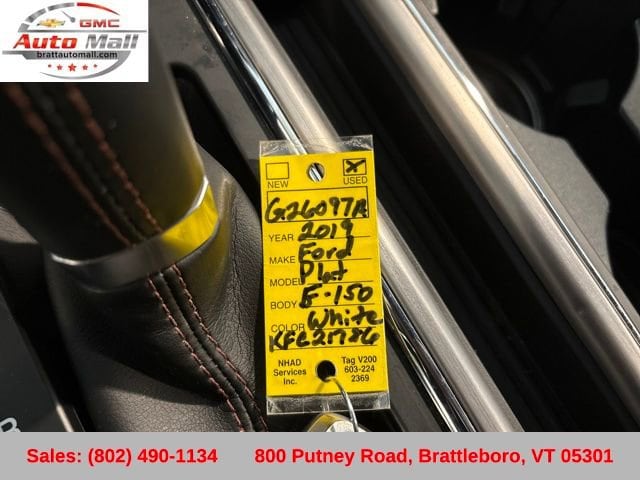 GMC
Auto Mall
brattautomall.com
NEW
USED
G26097A
YEAR 2019
MAKE Ford
MODEL Plat
BODY F-150
COLOR White
KFC21786
NHAD Services Inc.
Tag V200 603-224 2369
Sales: (802) 490-1134 800 Putney Road, Brattleboro, VT 05301